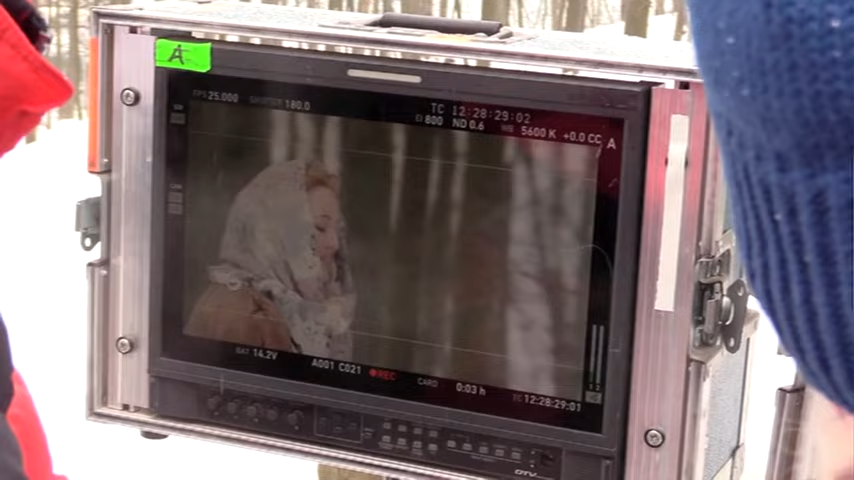 A
FPS 25.000 SHUTTER 180.0
TC 12:28:29:02
EI 800 ND 0.6 WB 5600 K +0.0 CC A
BAT 14.2V
A001 C021
REC
CARD 0:03 h
TC 12:28:29:01
DTV